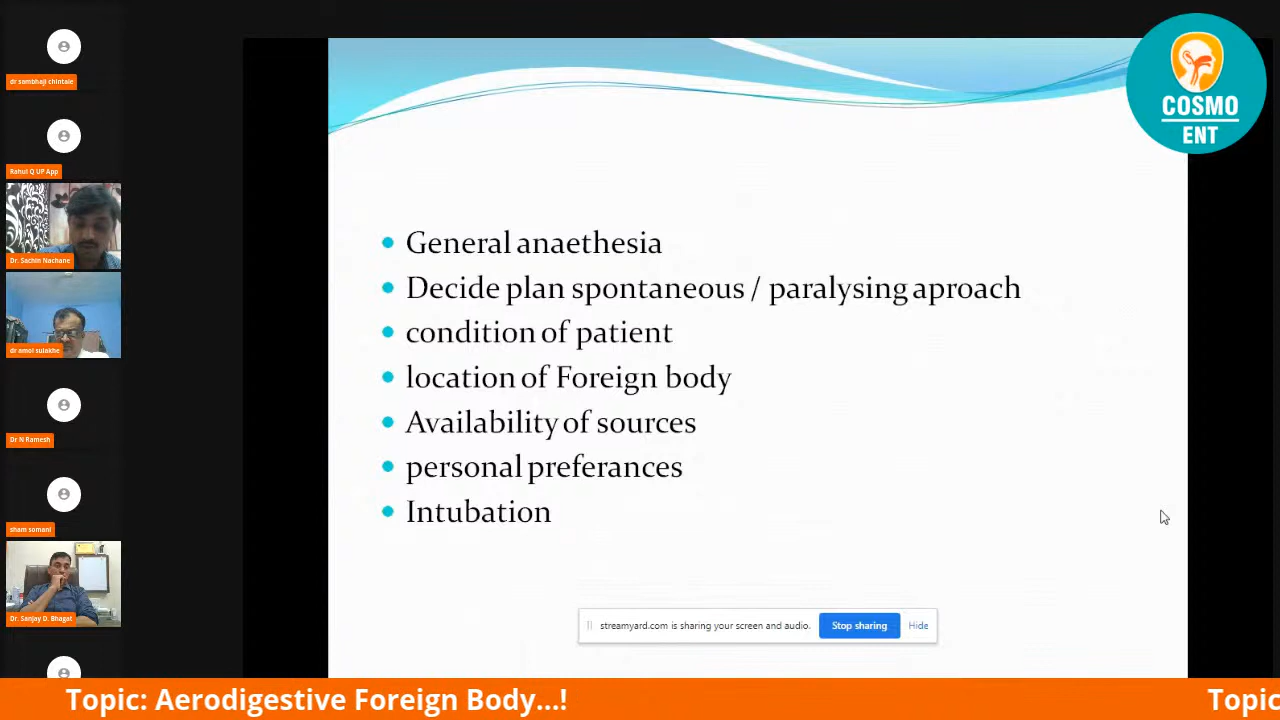 dr sambhaji chintale
Rahul Q UP App
Dr. Sachin Nachane
dr amol sulakhe
Dr N Ramesh
sham somani
Dr. Sanjay D. Bhagat
COSMO
ENT
General anaethesia
Decide plan spontaneous / paralysing aproach
condition of patient
location of Foreign body
Availability of sources
personal preferances
Intubation
streamyard.com is sharing your screen and audio. Stop sharing Hide
Topic: Aerodigestive Foreign Body...! Topic